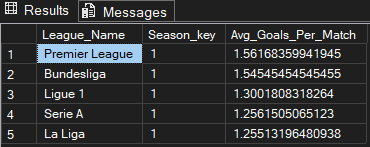 Results Messages
League_Name Season_key Avg_Goals_Per_Match
1 Premier League 1 1.56168359941945
2 Bundesliga 1 1.54545454545455
3 Ligue 1 1 1.3001808318264
4 Serie A 1 1.2561505065123
5 La Liga 1 1.25513196480938